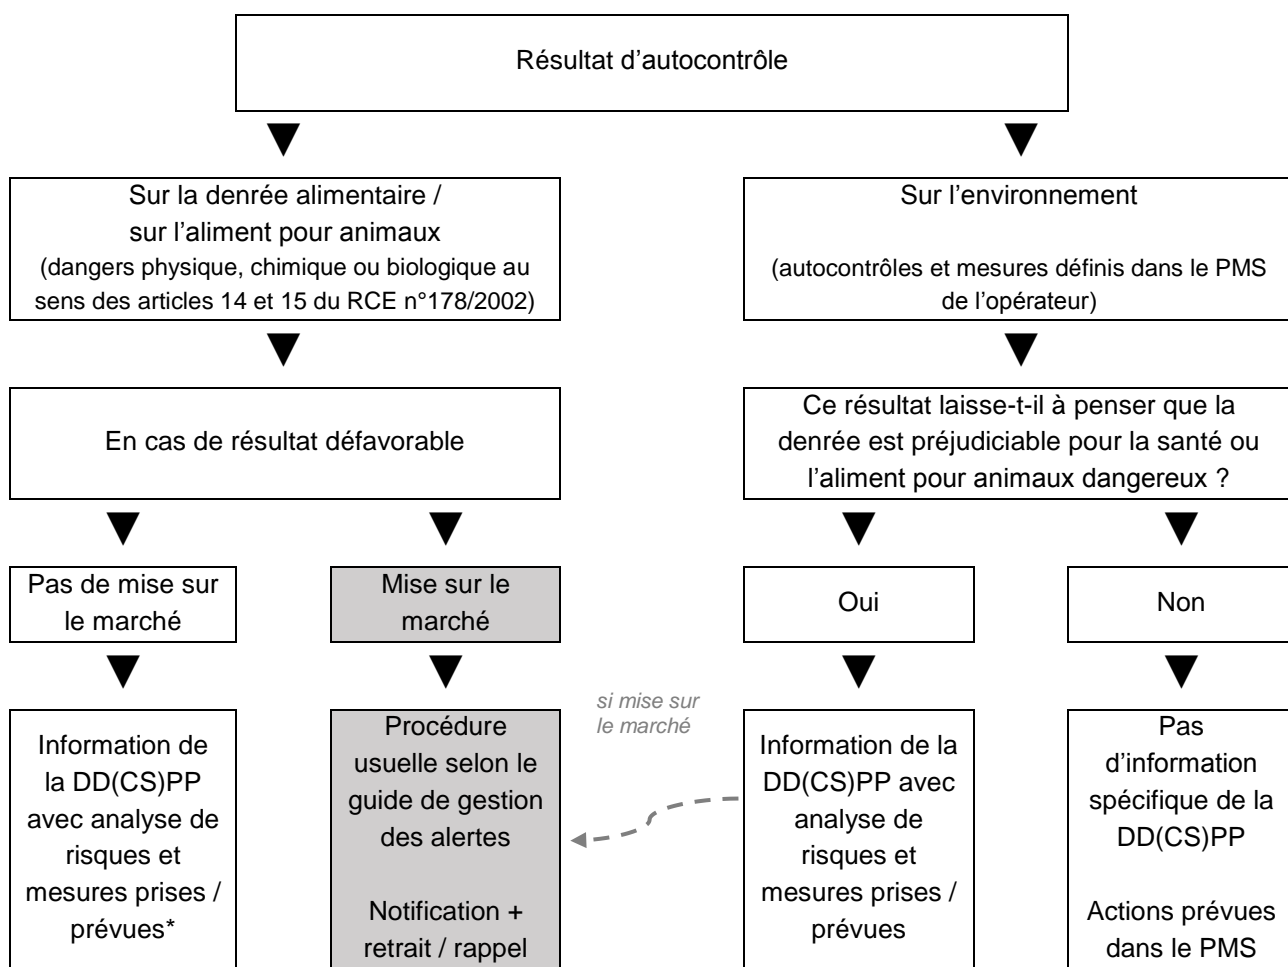 Résultat d’autocontrôle
Sur la denrée alimentaire /
sur l’aliment pour animaux
(dangers physique, chimique ou biologique au
sens des articles 14 et 15 du RCE n°178/2002)
Sur l’environnement
(autocontrôles et mesures définis dans le PMS
de l’opérateur)
En cas de résultat défavorable
Ce résultat laisse-t-il à penser que la
denrée est préjudiciable pour la santé ou
l’aliment pour animaux dangereux ?
Pas de mise sur
le marché
Mise sur le
marché
Oui
Non
Information de
la DD(CS)PP
avec analyse de
risques et
mesures prises /
prévues*
Procédure
usuelle selon le
guide de gestion
des alertes
Notification +
retrait / rappel
si mise sur
le marché
Information de la
DD(CS)PP avec
analyse de
risques et
mesures prises /
prévues
Pas
d’information
spécifique de la
DD(CS)PP
Actions prévues
dans le PMS